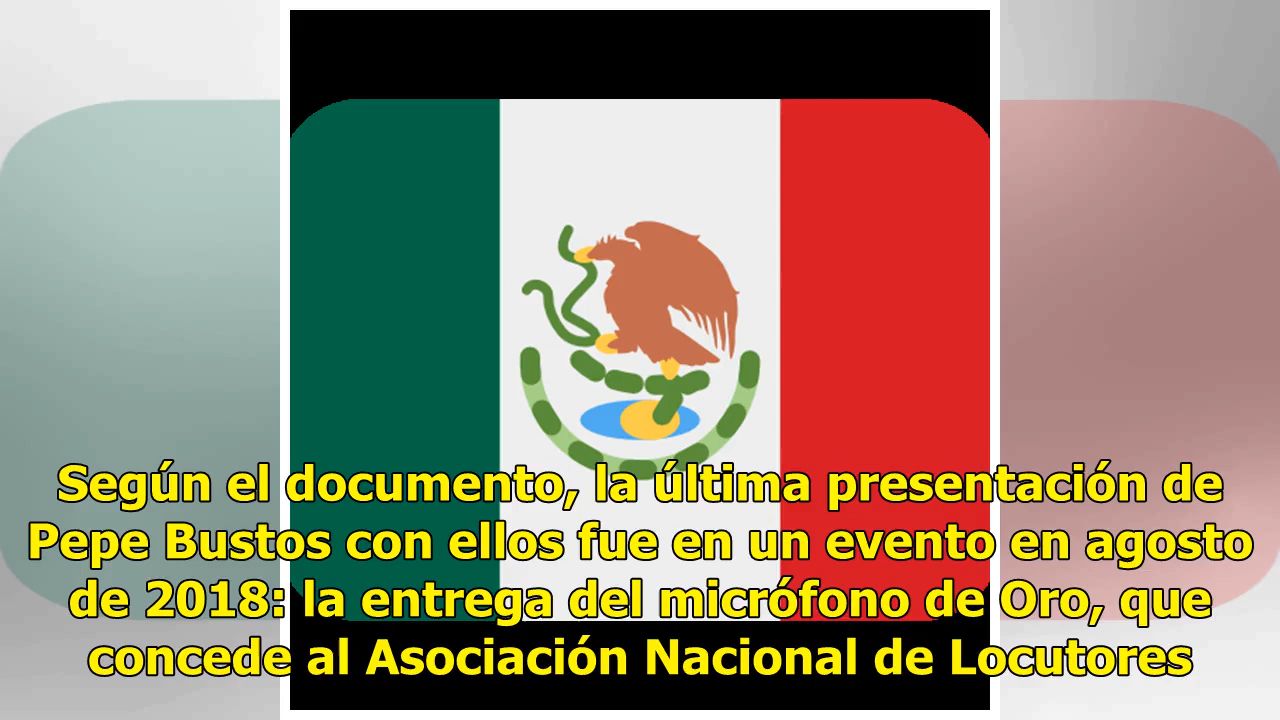 Según el documento, la última presentación de
Pepe Bustos con ellos fue en un evento en agosto
de 2018: la entrega del micrófono de Oro, que
concede al Asociación Nacional de Locutores